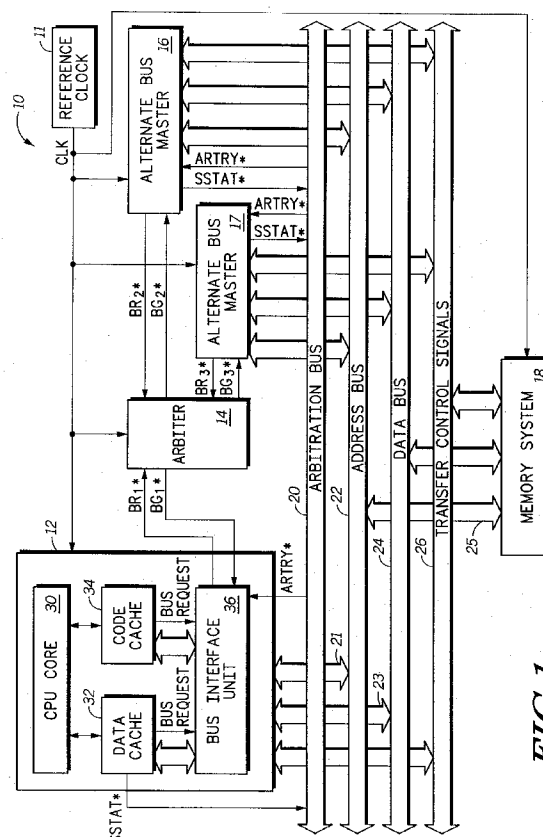 10
11
REFERENCE
CLOCK
CLK
12
CPU CORE
30
DATA
CACHE
32
CODE
CACHE
34
BUS
REQUEST
BUS
REQUEST
BUS INTERFACE
UNIT
36
SSTAT*
ARTRY*
BR1*
BG1*
ARBITER
14
BR2*
BG2*
BR3*
BG3*
ALTERNATE BUS
MASTER
16
ARTRY*
SSTAT*
ALTERNATE BUS
MASTER
17
ARTRY*
SSTAT*
20
ARBITRATION BUS
21
22
ADDRESS BUS
23
24
DATA BUS
26
TRANSFER CONTROL SIGNALS
25
MEMORY SYSTEM
18
FIG.1